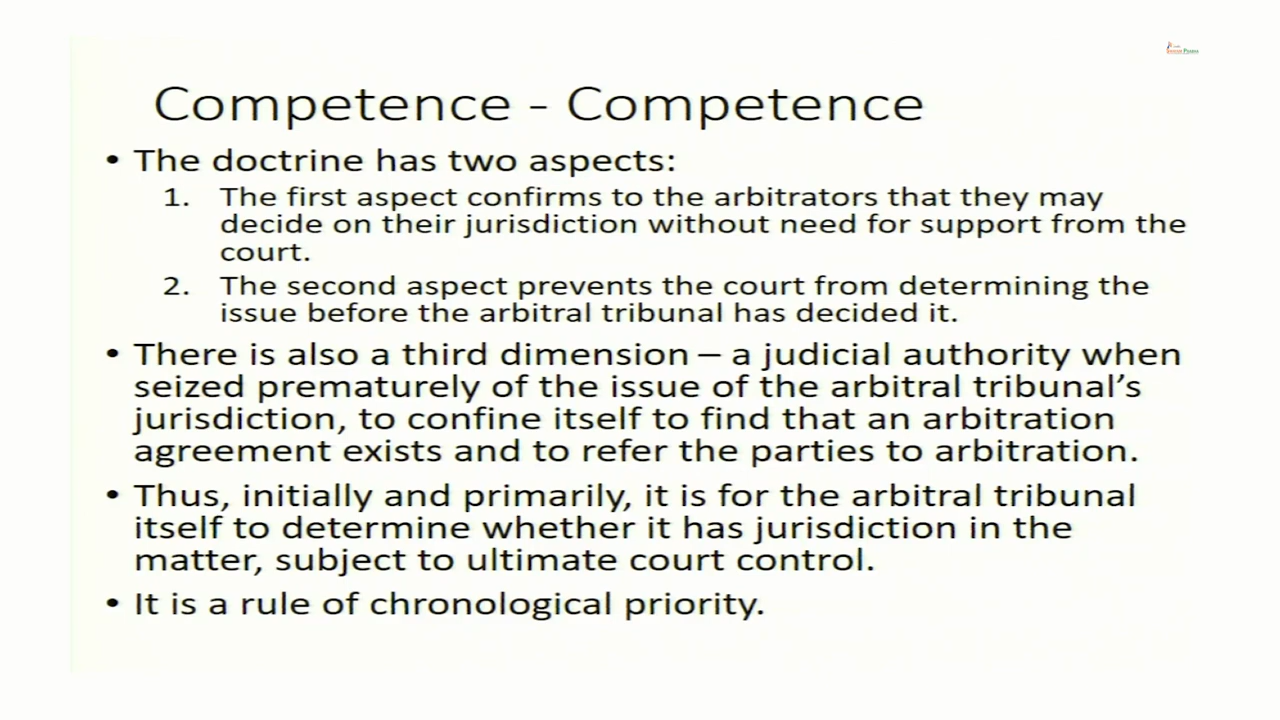 Competence - Competence
• The doctrine has two aspects:
1. The first aspect confirms to the arbitrators that they may
decide on their jurisdiction without need for support from the
court.
2. The second aspect prevents the court from determining the
issue before the arbitral tribunal has decided it.
• There is also a third dimension – a judicial authority when
seized prematurely of the issue of the arbitral tribunal’s
jurisdiction, to confine itself to find that an arbitration
agreement exists and to refer the parties to arbitration.
• Thus, initially and primarily, it is for the arbitral tribunal
itself to determine whether it has jurisdiction in the
matter, subject to ultimate court control.
• It is a rule of chronological priority.